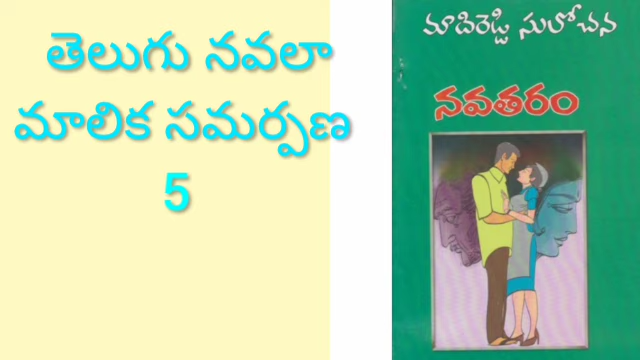 తెలుగు నవలా
మాలిక సమర్పణ
5
మాదిరెడ్డి సులోచన
నవతరం